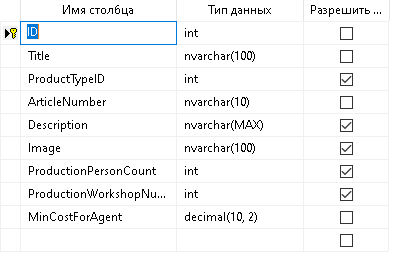 Имя столбца Тип данных Разрешить ...
ID int
Title nvarchar(100)
ProductTypeID int
ArticleNumber nvarchar(10)
Description nvarchar(MAX)
Image nvarchar(100)
ProductionPersonCount int
ProductionWorkshopNu... int
MinCostForAgent decimal(10, 2)